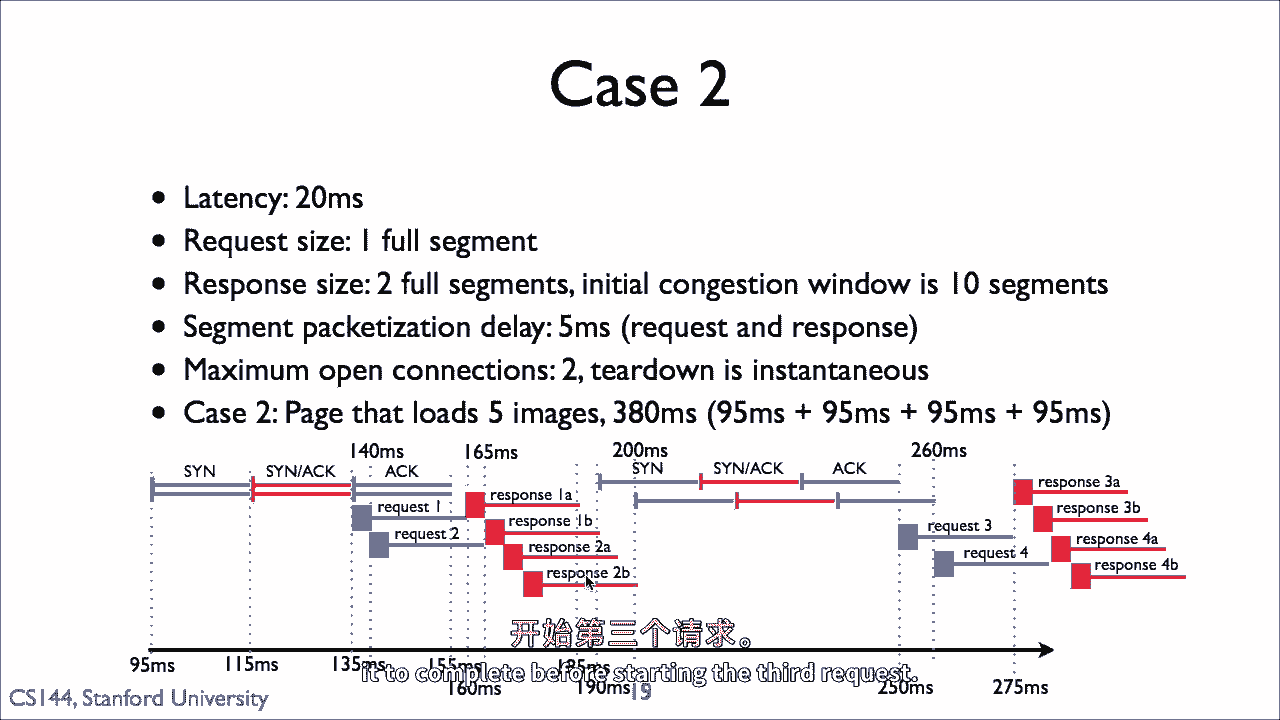 Case 2
• Latency: 20ms
• Request size: 1 full segment
• Response size: 2 full segments, initial congestion window is 10 segments
• Segment packetization delay: 5ms (request and response)
• Maximum open connections: 2, teardown is instantaneous
• Case 2: Page that loads 5 images, 380ms (95ms + 95ms + 95ms + 95ms)
140ms 165ms 200ms 260ms
SYN SYN/ACK ACK SYN SYN/ACK ACK
response 3a
response 1a
request 1
response 3b
response 1b
request 3
request 2
response 4a
response 2a
request 4
response 4b
response 2b
开始第三个请求。
95ms 115ms 135ms 155ms 185ms
it to complete before starting the third request.
160ms 190ms 250ms 275ms
CS144, Stanford University
19